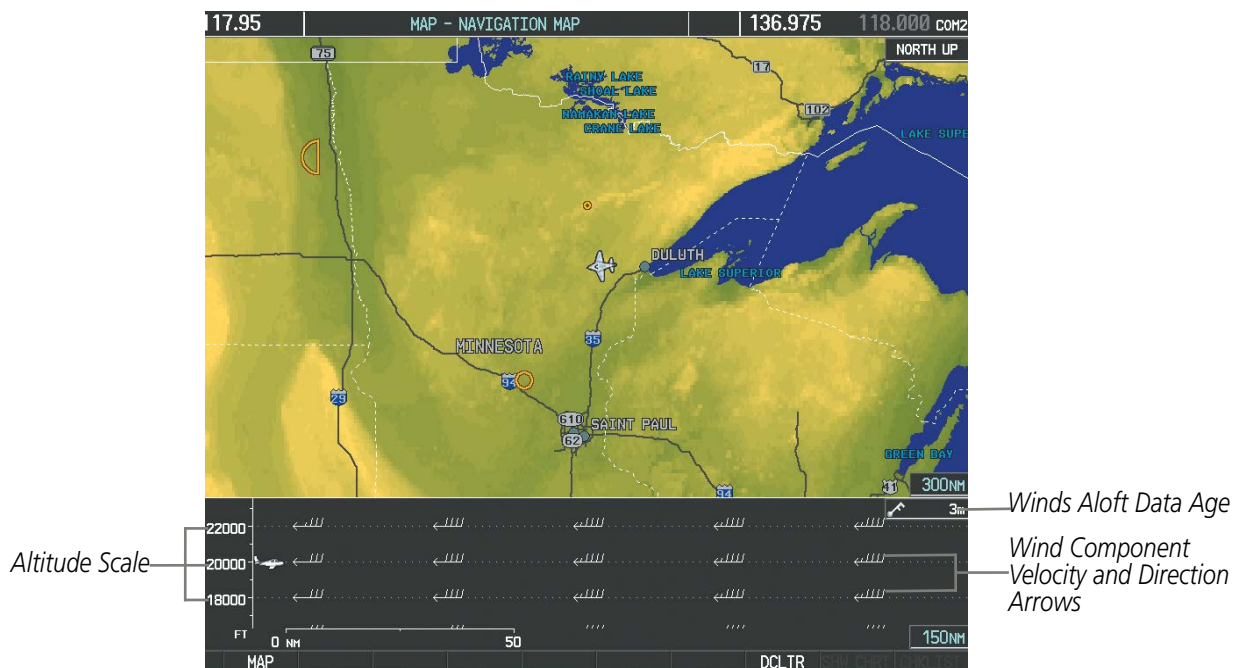 117.95 MAP - NAVIGATION MAP 136.975 118.000 COM2
NORTH UP
75
17
RAINY LAKE
SHOAL LAKE
102
NAMAKAN LAKE
CRANE LAKE
LAKE SUPE
DULUTH
LAKE SUPERIOR
35
MINNESOTA
94
29
610
SAINT PAUL
62
GREEN BAY
41
94
300NM
3m
Winds Aloft Data Age
22000
Altitude Scale
20000
18000
Wind Component
Velocity and Direction
Arrows
FT
0 NM 50
150NM
MAP DCLTR SHW CHRT CHKLIST